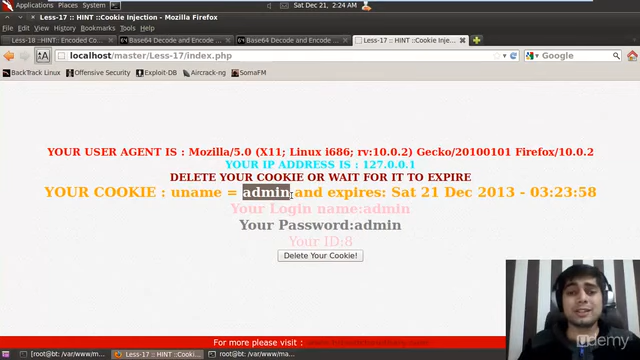 Applications Places System
Sat Dec 21, 2:24 AM
Less-17 :: HINT ::Cookie Injection - Mozilla Firefox
File Edit View History Bookmarks Tools Help
Less-18 ::HINT:: Encoded Co...
Base64 Decode and Encode ...
Base64 Decode and Encode ...
Less-17 :: HINT ::Cookie Inje...
localhost/master/Less-17/index.php
Google
BackTrack Linux Offensive Security Exploit-DB Aircrack-ng SomaFM
YOUR USER AGENT IS : Mozilla/5.0 (X11; Linux i686; rv:10.0.2) Gecko/20100101 Firefox/10.0.2
YOUR IP ADDRESS IS : 127.0.0.1
DELETE YOUR COOKIE OR WAIT FOR IT TO EXPIRE
YOUR COOKIE : uname = admin and expires: Sat 21 Dec 2013 - 03:23:58
Your Login name:admin
Your Password:admin
Your ID:8
Delete Your Cookie!
For more please visit :
[root@bt: /var/www/ma...
[Less-17 :: HINT ::Cooki...
root@bt: /var/www/ma...
udemy